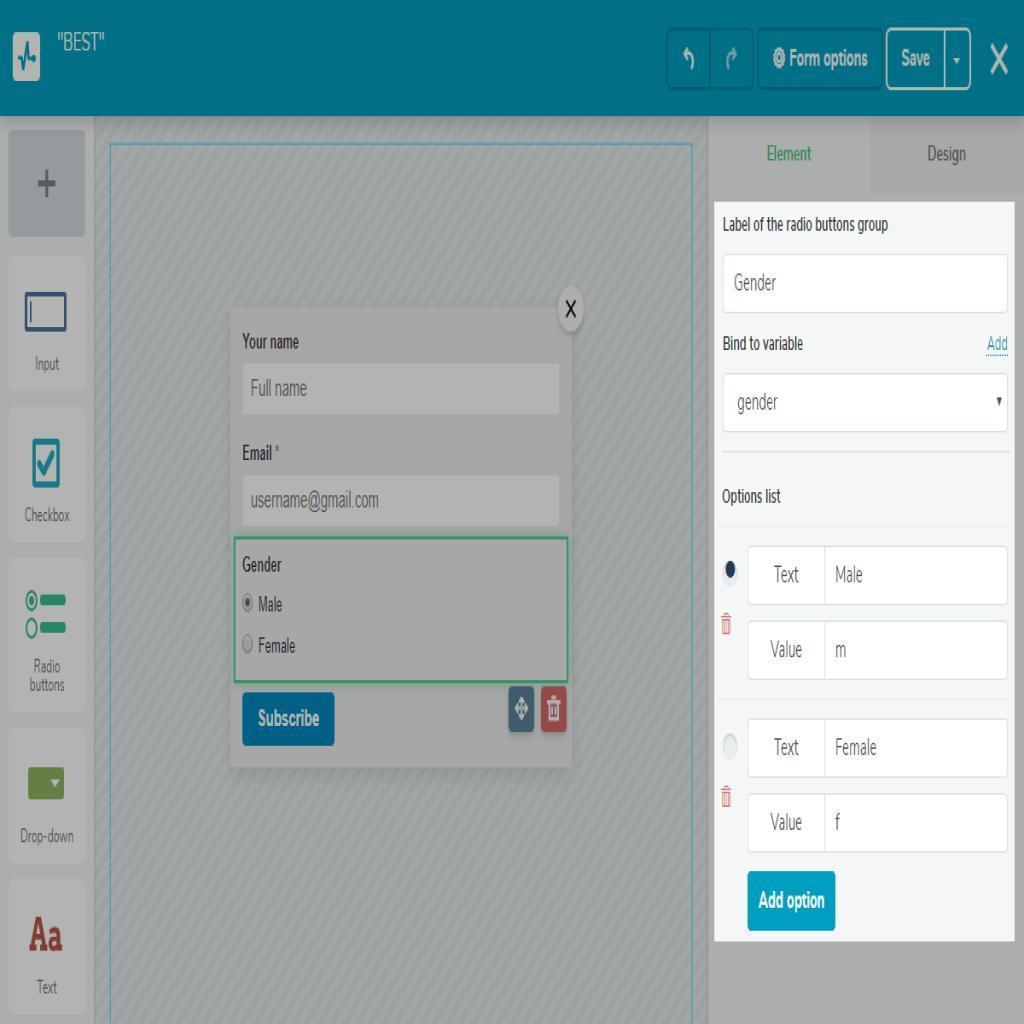 "BEST"
Form options
Save
Input
Checkbox
Radio
buttons
Drop-down
Aa
Text
Your name
Full name
Email *
username@gmail.com
Gender
Male
Female
Subscribe
Element
Design
Label of the radio buttons group
Gender
Bind to variable
Add
gender
Options list
Text
Male
Value
m
Text
Female
Value
f
Add option